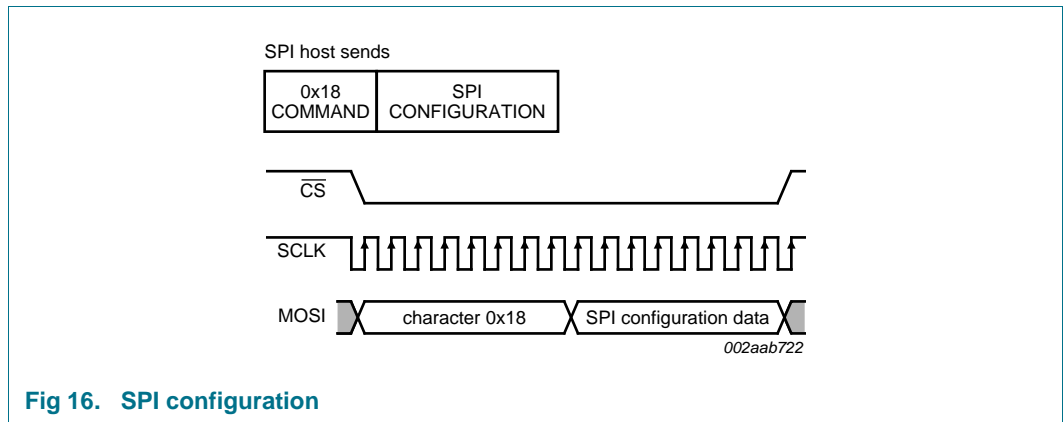 SPI host sends
0x18
COMMAND
SPI
CONFIGURATION
CS
SCLK
MOSI
character 0x18
SPI configuration data
002aab722
Fig 16. SPI configuration